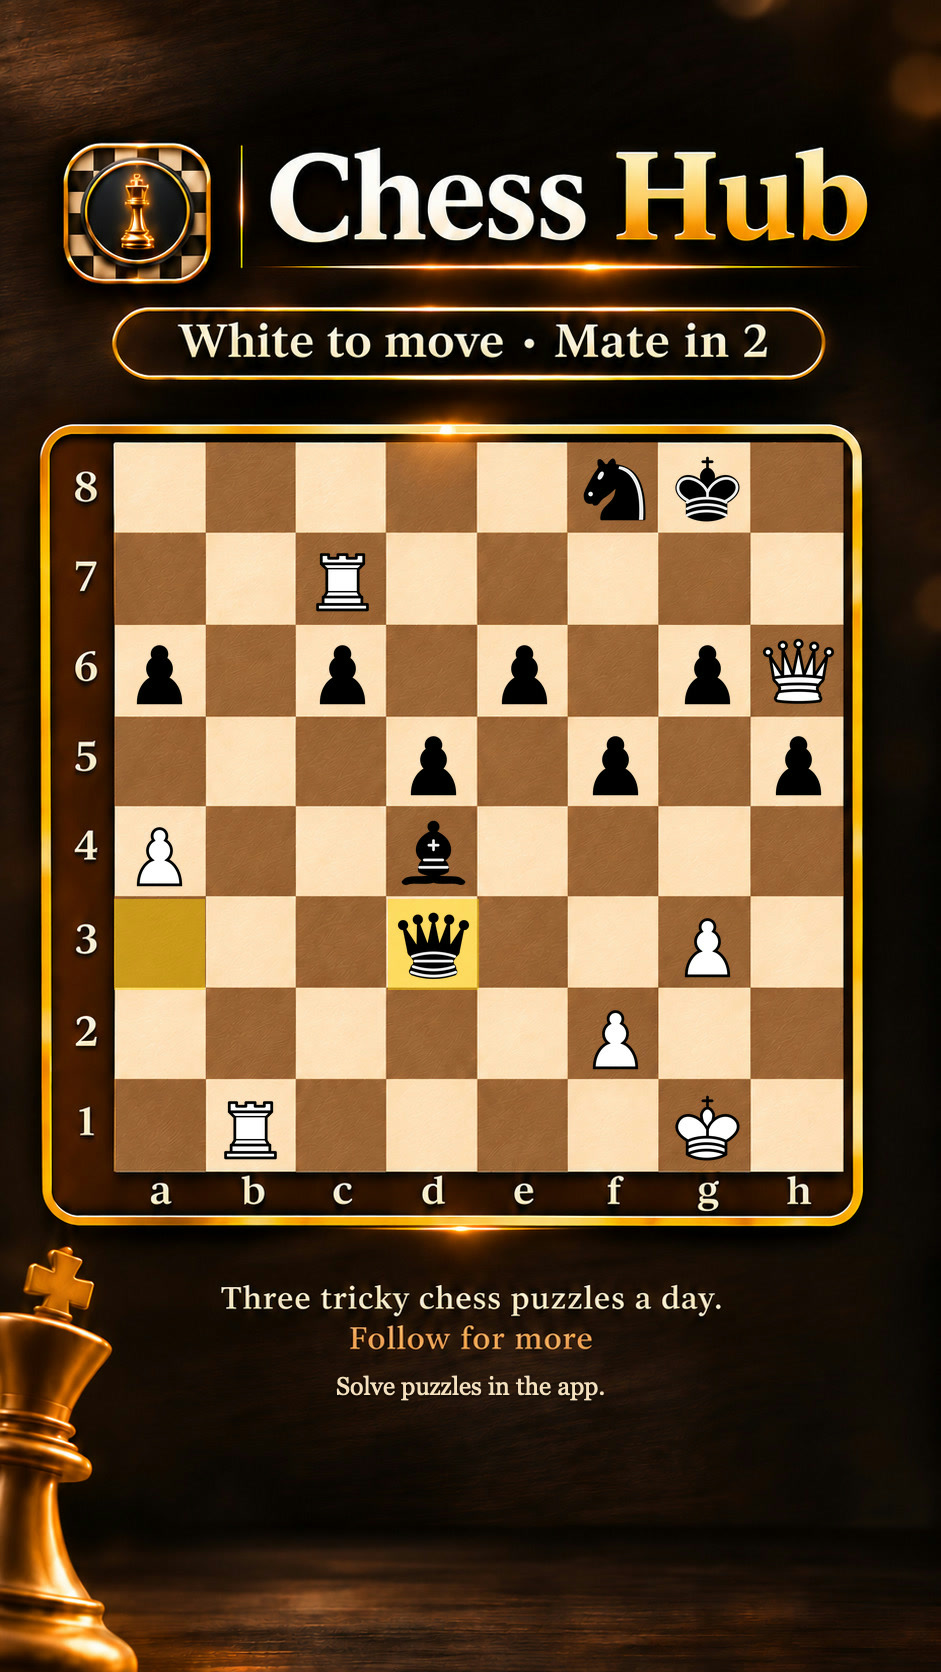 Chess Hub
White to move · Mate in 2
8
7
6
5
4
3
2
1
a b c d e f g h
Three tricky chess puzzles a day.
Follow for more
Solve puzzles in the app.